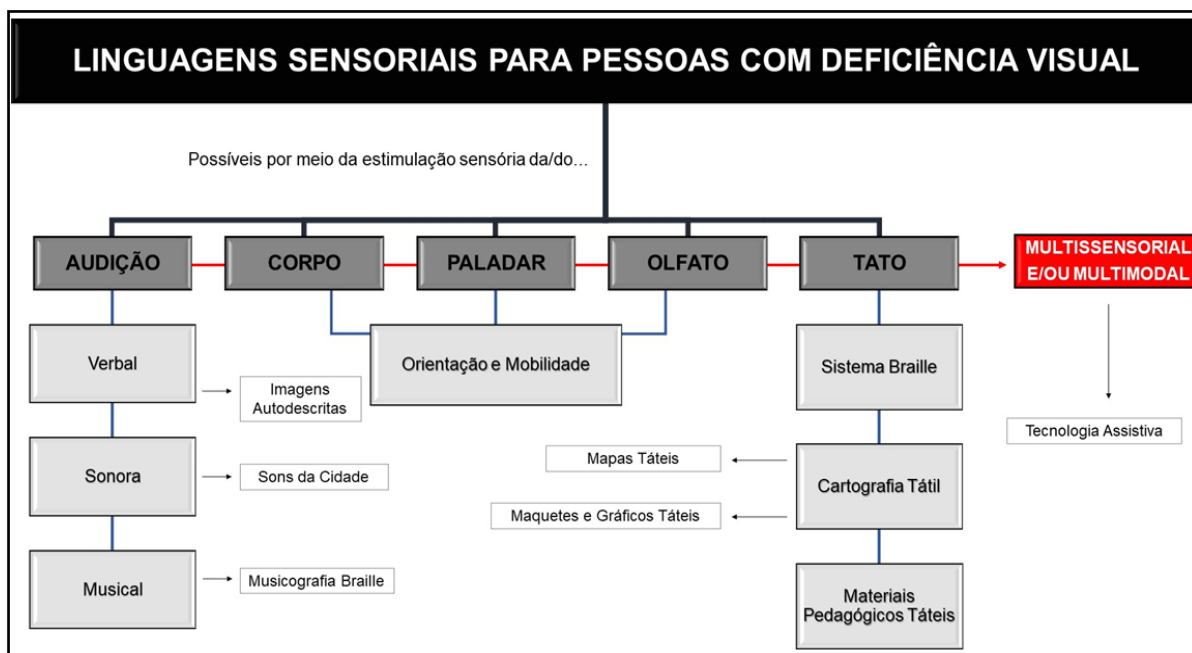 LINGUAGENS SENSORIAIS PARA PESSOAS COM DEFICIÊNCIA VISUAL
Possíveis por meio da estimulação sensória da/do...
AUDIÇÃO
CORPO
PALADAR
OLFATO
TATO
MULTISSENSORIAL
E/OU MULTIMODAL
Verbal
Imagens
Autodescritas
Orientação e Mobilidade
Sistema Braille
Tecnologia Assistiva
Sonora
Sons da Cidade
Mapas Táteis
Cartografia Tátil
Maquetes e Gráficos Táteis
Musical
Musicografia Braille
Materiais
Pedagógicos Táteis